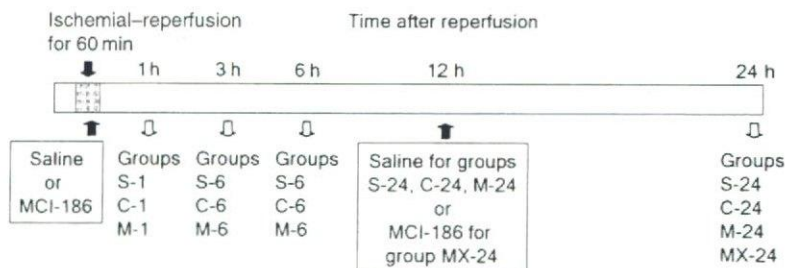 Ischemial–reperfusion
for 60 min
Time after reperfusion
1 h
3 h
6 h
12 h
24 h
Saline
or
MCI-186
Groups
S-1
C-1
M-1
Groups
S-6
C-6
M-6
Groups
S-6
C-6
M-6
Saline for groups
S-24, C-24, M-24
or
MCI-186 for
group MX-24
Groups
S-24
C-24
M-24
MX-24